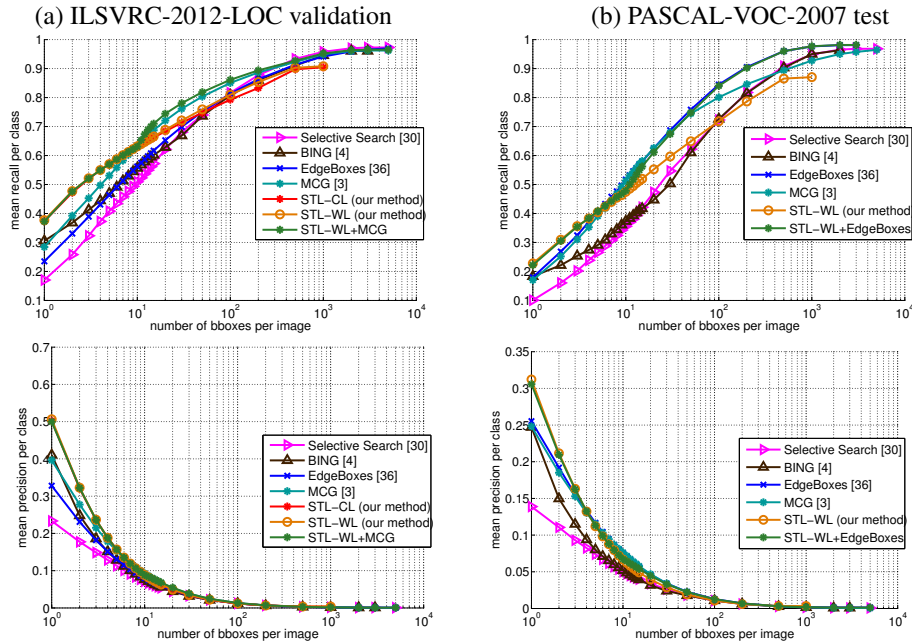 (a) ILSVRC-2012-LOC validation
(b) PASCAL-VOC-2007 test
mean recall per class
1
0.9
0.8
0.7
0.6
0.5
0.4
0.3
0.2
0.1
Selective Search [30]
BING [4]
EdgeBoxes [36]
MCG [3]
STL−CL (our method)
STL−WL (our method)
STL−WL+MCG
10^0
10^1
10^2
10^3
10^4
number of bboxes per image
mean recall per class
1
0.9
0.8
0.7
0.6
0.5
0.4
0.3
0.2
0.1
Selective Search [30]
BING [4]
EdgeBoxes [36]
MCG [3]
STL−WL (our method)
STL−WL+EdgeBoxes
10^0
10^1
10^2
10^3
10^4
number of bboxes per image
mean precision per class
0.7
0.6
0.5
0.4
0.3
0.2
0.1
0
Selective Search [30]
BING [4]
EdgeBoxes [36]
MCG [3]
STL−CL (our method)
STL−WL (our method)
STL−WL+MCG
10^0
10^1
10^2
10^3
10^4
number of bboxes per image
mean precision per class
0.35
0.3
0.25
0.2
0.15
0.1
0.05
0
Selective Search [30]
BING [4]
EdgeBoxes [36]
MCG [3]
STL−WL (our method)
STL−WL+EdgeBoxes
10^0
10^1
10^2
10^3
10^4
number of bboxes per image